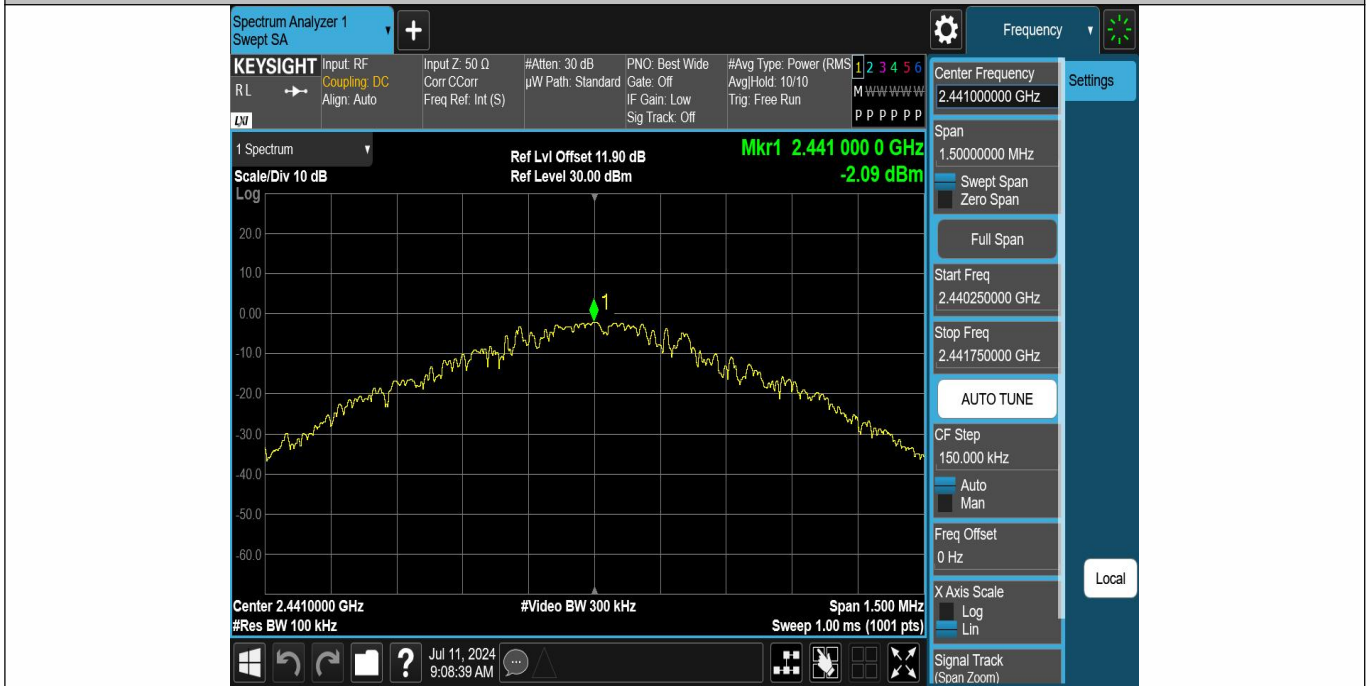 Spectrum Analyzer 1
Swept SA
+
Frequency
KEYSIGHT
RL
LXI
Input: RF
Coupling: DC
Align: Auto
Input Z: 50 Ω
Corr CCorr
Freq Ref: Int (S)
#Atten: 30 dB
µW Path: Standard
PNO: Best Wide
Gate: Off
IF Gain: Low
Sig Track: Off
#Avg Type: Power (RMS
Avg|Hold: 10/10
Trig: Free Run
1 2 3 4 5 6
M W W W W W
P P P P P P
Center Frequency
2.441000000 GHz
Settings
1 Spectrum
Scale/Div 10 dB
Ref Lvl Offset 11.90 dB
Ref Level 30.00 dBm
Mkr1 2.441 000 0 GHz
-2.09 dBm
Span
1.50000000 MHz
Swept Span
Zero Span
Full Span
Start Freq
2.440250000 GHz
Stop Freq
2.441750000 GHz
AUTO TUNE
CF Step
150.000 kHz
Auto
Man
Freq Offset
0 Hz
X Axis Scale
Log
Lin
Signal Track
(Span Zoom)
Local
Log
20.0
10.0
0.00
-10.0
-20.0
-30.0
-40.0
-50.0
-60.0
1
Center 2.4410000 GHz
#Res BW 100 kHz
#Video BW 300 kHz
Span 1.500 MHz
Sweep 1.00 ms (1001 pts)
?
Jul 11, 2024
9:08:39 AM